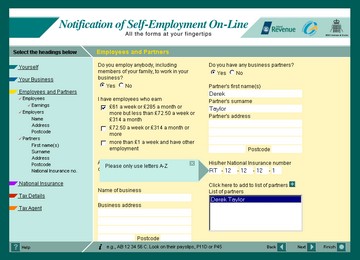 Notification of Self-Employment On-Line
All the forms at your fingertips
Revenue
Select the headings below
Employees and Partners
Yourself
Your Business
Employees and Partners
Employees
Earnings
Employers
Name
Address
Postcode
Partners
First name(s)
Surname
Address
Postcode
National Insurance no.
National Insurance
Tax Details
Tax Agent
Do you employ anybody, including
members of your family, to work in your
business?
Yes No
I have employees who earn
£61 a week or £265 a month or
more but less than £72.50 a week or
£314 a month
£72.50 a week or £314 a month or
more
more than £1 a week and have other
employment
Please only use letters A-Z
Name of business
Business address
Postcode
Do you have any business partners?
Yes No
Partner's first name(s)
Derek
Partner's surname
Taylor
Partner's address
Postcode
His/her National Insurance number
RT 12 12 12 1
Click here to add to list of partners
List of partners
Derek Taylor
Help
e.g., AB 12 34 56 C. Look on their payslips, P11D or P45
Back
Next
Finish